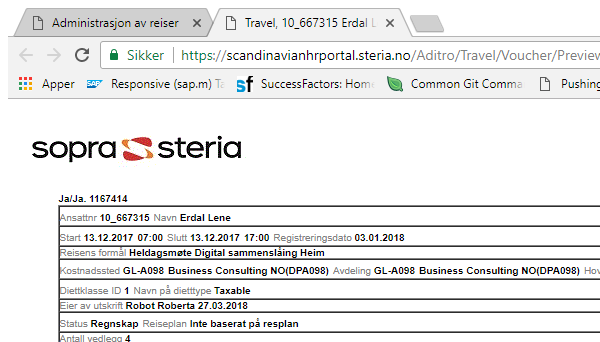 Administrasjon av reiser
Travel, 10_667315 Erdal L
Sikker
https://scandinavianhrportal.steria.no/Aditro/Travel/Voucher/Preview
Apper
SAP
Responsive (sap.m) Ta
sf
SuccessFactors: Home
Common Git Comma
Pushing
sopra steria
Ja/Ja. 1167414
Ansattnr 10_667315 Navn Erdal Lene
Start 13.12.2017 07:00 Slutt 13.12.2017 17:00 Registreringsdato 03.01.2018
Reisens formål Heldagsmøte Digital sammenslåing Heim
Kostnadssted GL-A098 Business Consulting NO(DPA098) Avdeling GL-A098 Business Consulting NO(DPA098) Hov
Diettklasse ID 1 Navn på dietttype Taxable
Eier av utskrift Robot Roberta 27.03.2018
Status Regnskap Reiseplan Inte baserat på resplan
Antall vedlegg 4